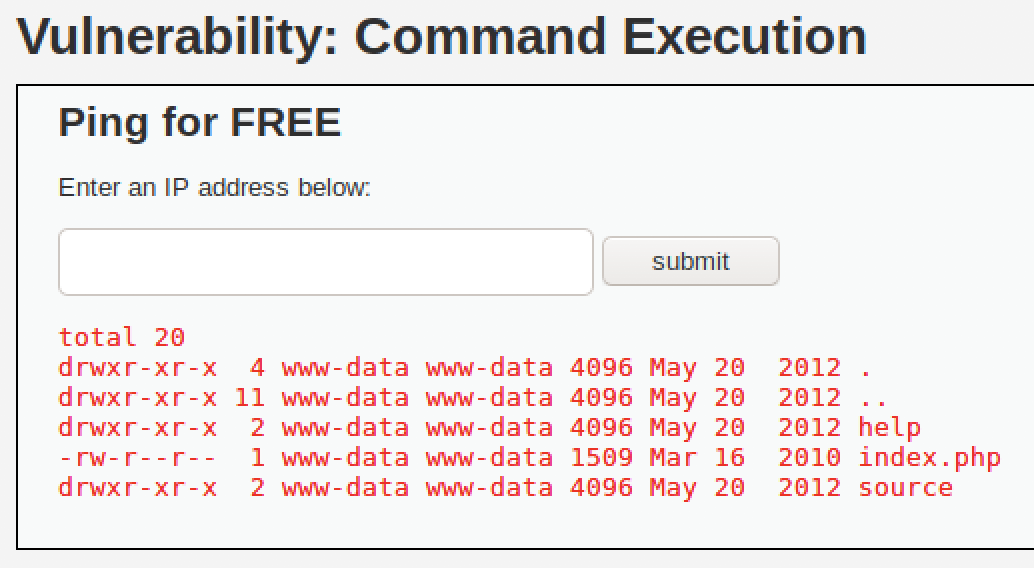 Vulnerability: Command Execution
Ping for FREE
Enter an IP address below:
submit
total 20
drwxr-xr-x  4 www-data www-data 4096 May 20  2012 .
drwxr-xr-x 11 www-data www-data 4096 May 20  2012 ..
drwxr-xr-x  2 www-data www-data 4096 May 20  2012 help
-rw-r--r--  1 www-data www-data 1509 Mar 16  2010 index.php
drwxr-xr-x  2 www-data www-data 4096 May 20  2012 source